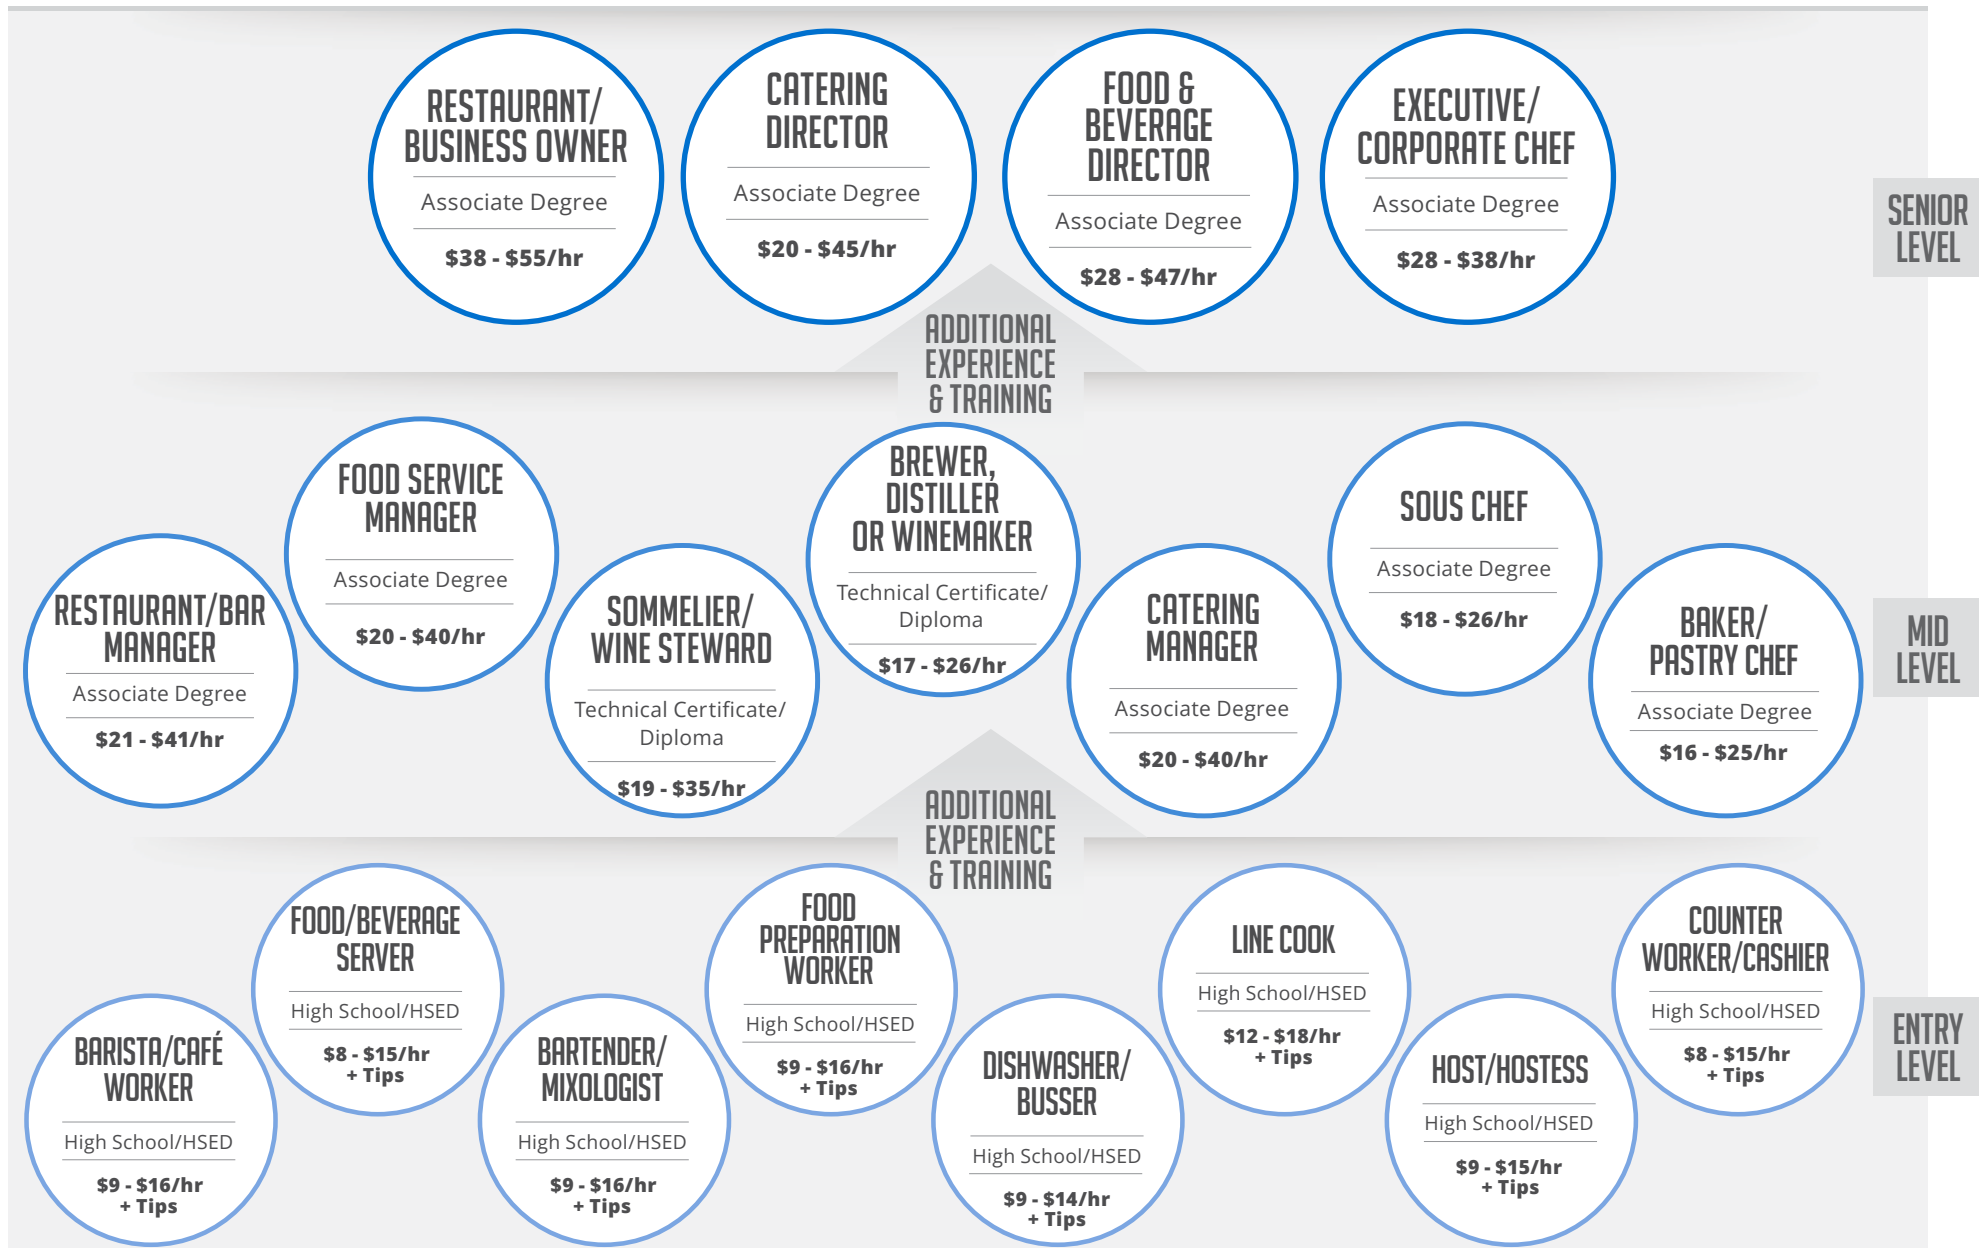 RESTAURANT/
BUSINESS OWNER
Associate Degree
$38 - $55/hr
CATERING
DIRECTOR
Associate Degree
$20 - $45/hr
FOOD &
BEVERAGE
DIRECTOR
Associate Degree
$28 - $47/hr
EXECUTIVE/
CORPORATE CHEF
Associate Degree
$28 - $38/hr
SENIOR
LEVEL
ADDITIONAL
EXPERIENCE
& TRAINING
RESTAURANT/BAR
MANAGER
Associate Degree
$21 - $41/hr
FOOD SERVICE
MANAGER
Associate Degree
$20 - $40/hr
SOMMELIER/
WINE STEWARD
Technical Certificate/
Diploma
$19 - $35/hr
BREWER,
DISTILLER
OR WINEMAKER
Technical Certificate/
Diploma
$17 - $26/hr
CATERING
MANAGER
Associate Degree
$20 - $40/hr
SOUS CHEF
Associate Degree
$18 - $26/hr
BAKER/
PASTRY CHEF
Associate Degree
$16 - $25/hr
MID
LEVEL
ADDITIONAL
EXPERIENCE
& TRAINING
BARISTA/CAFÉ
WORKER
High School/HSED
$9 - $16/hr
+ Tips
FOOD/BEVERAGE
SERVER
High School/HSED
$8 - $15/hr
+ Tips
BARTENDER/
MIXOLOGIST
High School/HSED
$9 - $16/hr
+ Tips
FOOD
PREPARATION
WORKER
High School/HSED
$9 - $16/hr
+ Tips
DISHWASHER/
BUSSER
High School/HSED
$9 - $14/hr
+ Tips
LINE COOK
High School/HSED
$12 - $18/hr
+ Tips
HOST/HOSTESS
High School/HSED
$9 - $15/hr
+ Tips
COUNTER
WORKER/CASHIER
High School/HSED
$8 - $15/hr
+ Tips
ENTRY
LEVEL